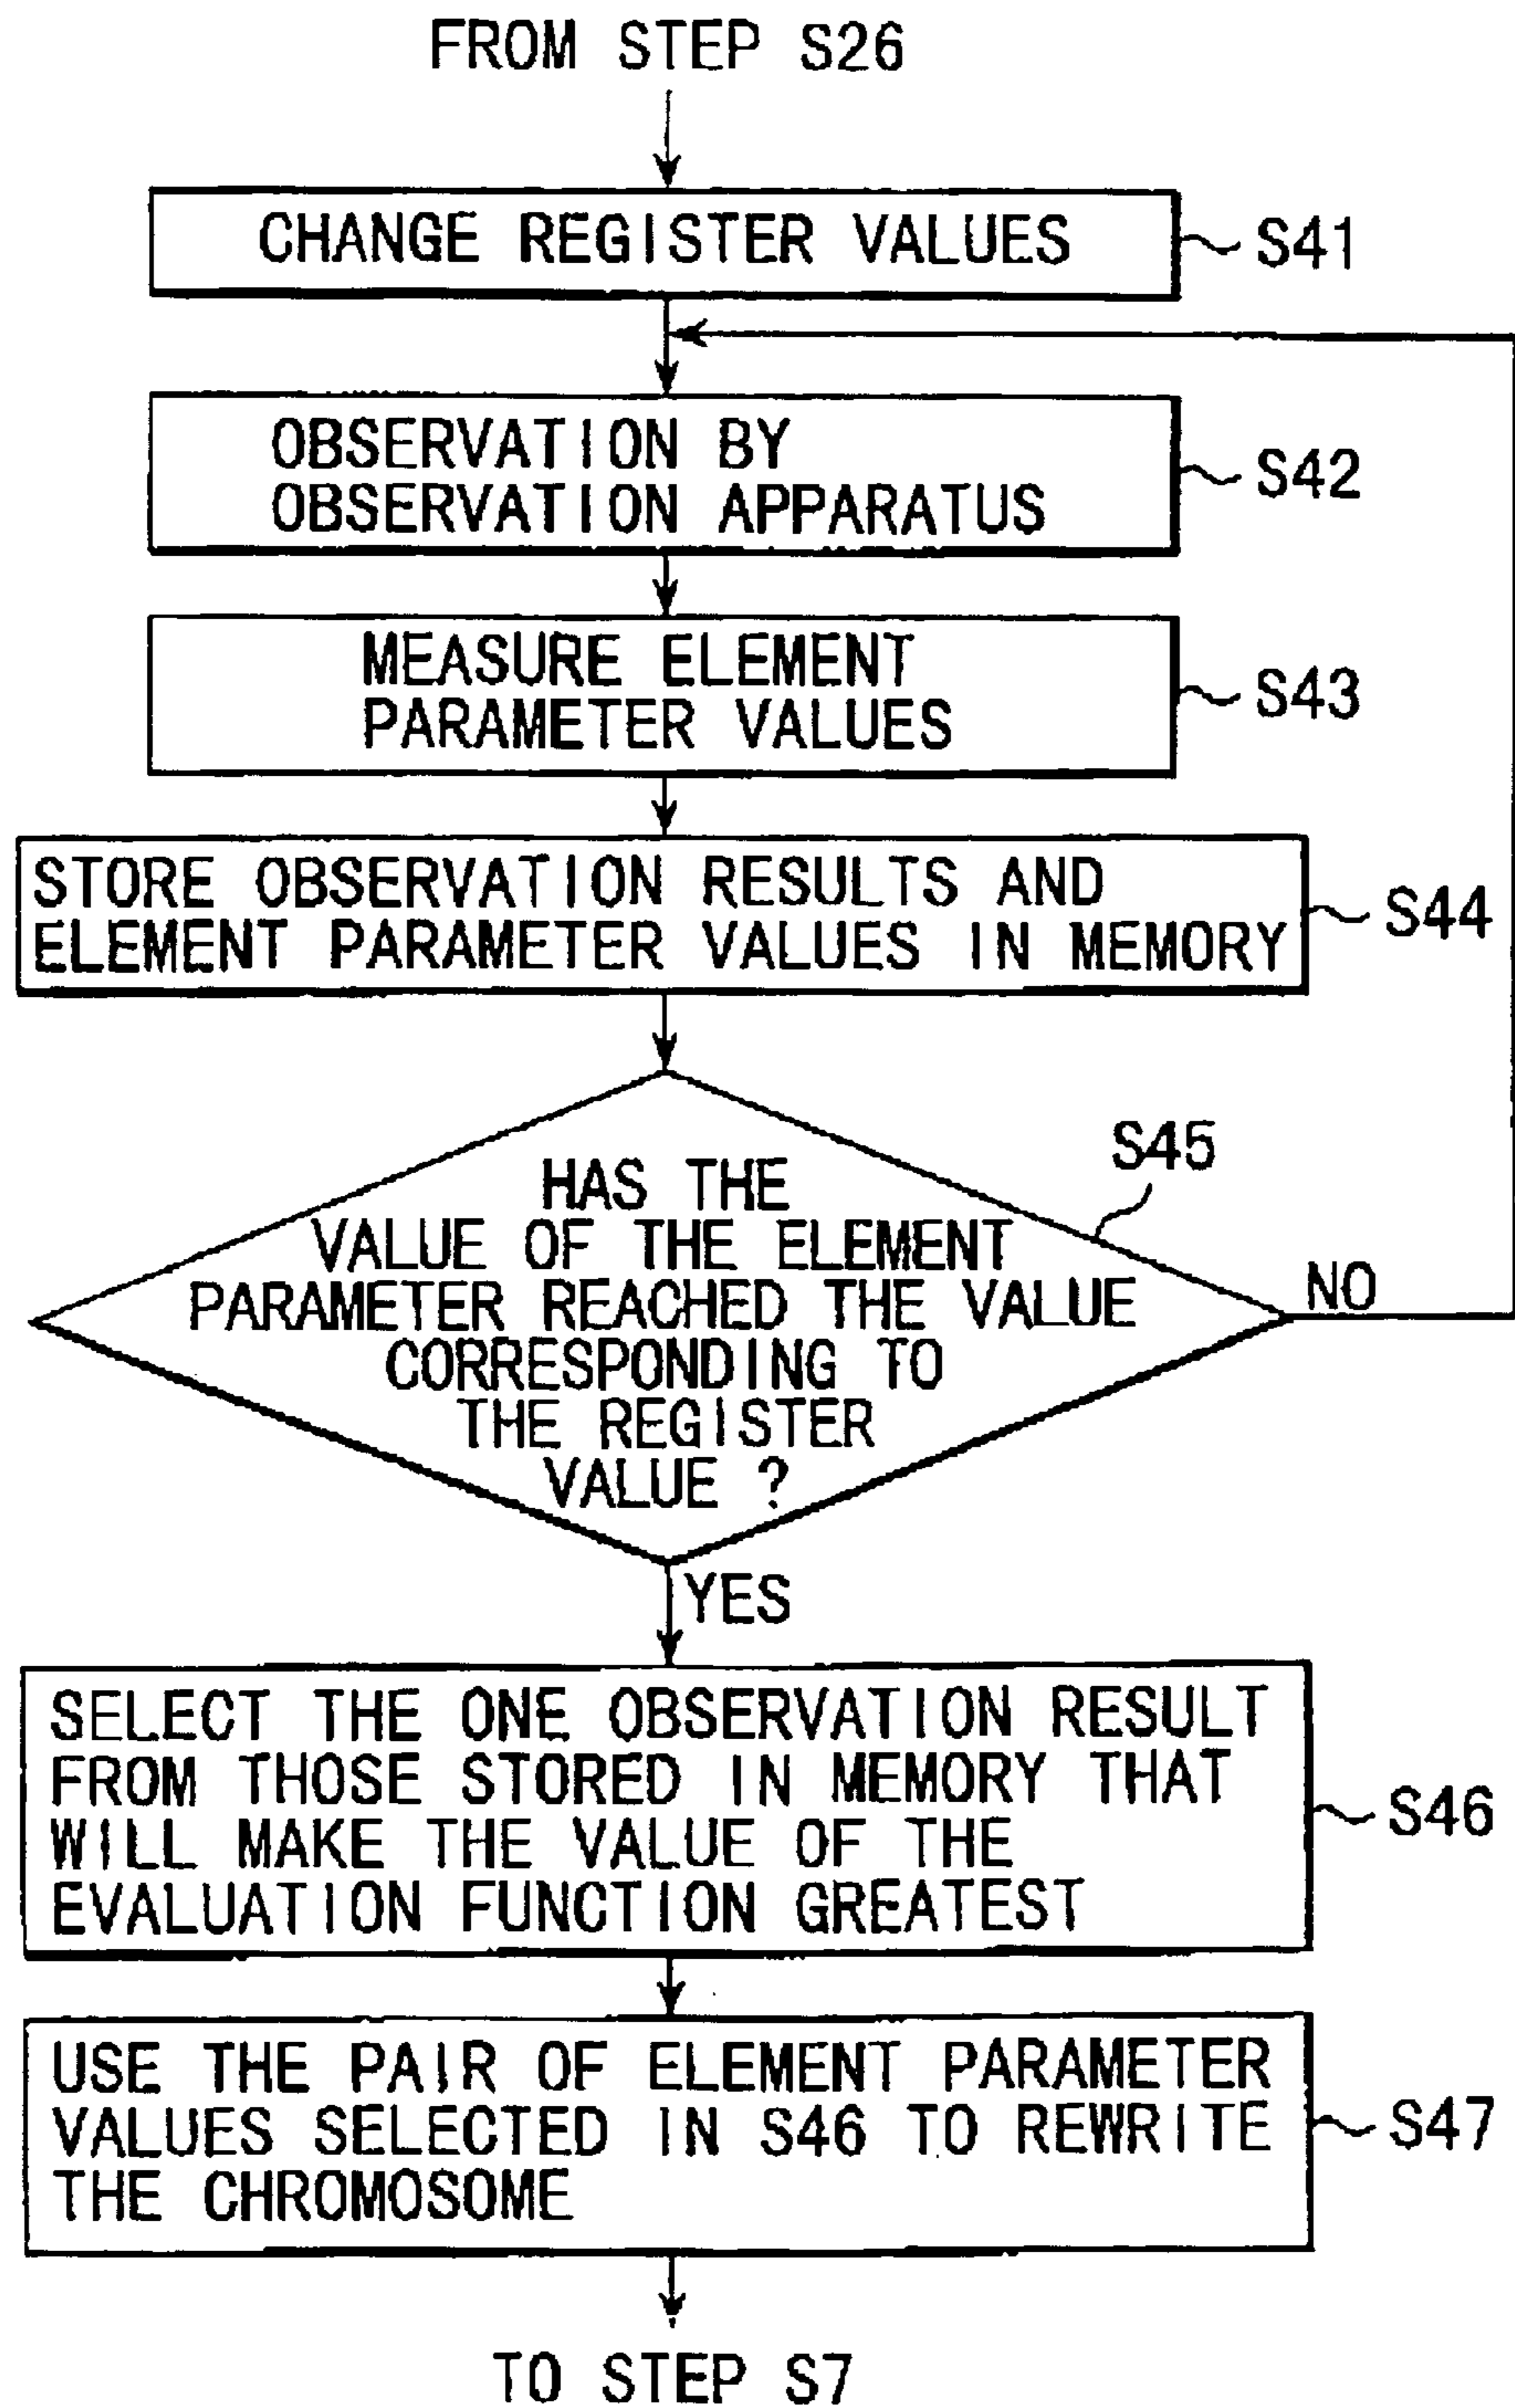 FROM STEP S26
CHANGE REGISTER VALUES
S41
OBSERVATION BY
OBSERVATION APPARATUS
S42
MEASURE ELEMENT
PARAMETER VALUES
S43
STORE OBSERVATION RESULTS AND
ELEMENT PARAMETER VALUES IN MEMORY
S44
S45
HAS THE
VALUE OF THE ELEMENT
PARAMETER REACHED THE VALUE
CORRESPONDING TO
THE REGISTER
VALUE ?
NO
YES
SELECT THE ONE OBSERVATION RESULT
FROM THOSE STORED IN MEMORY THAT
WILL MAKE THE VALUE OF THE
EVALUATION FUNCTION GREATEST
S46
USE THE PAIR OF ELEMENT PARAMETER
VALUES SELECTED IN S46 TO REWRITE
THE CHROMOSOME
S47
TO STEP S7